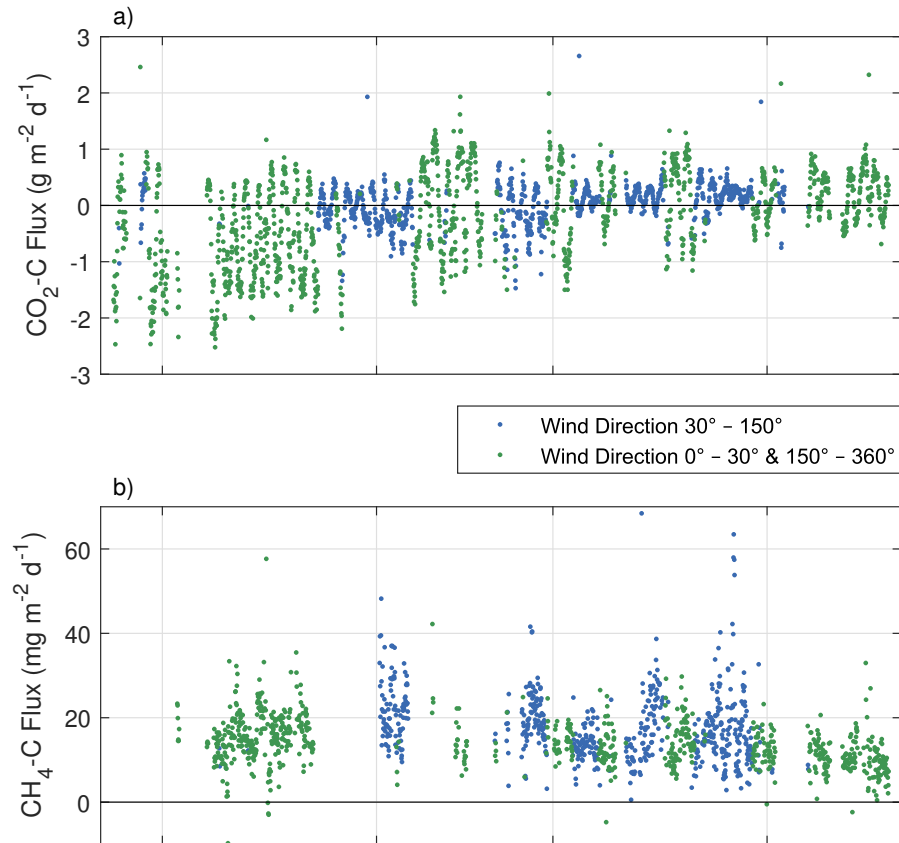 a)
3
2
1
0
-1
-2
-3
CO2-C Flux (g m-2 d-1)
Wind Direction 30° – 150°
Wind Direction 0° – 30° & 150° – 360°
b)
60
40
20
0
CH4-C Flux (mg m-2 d-1)